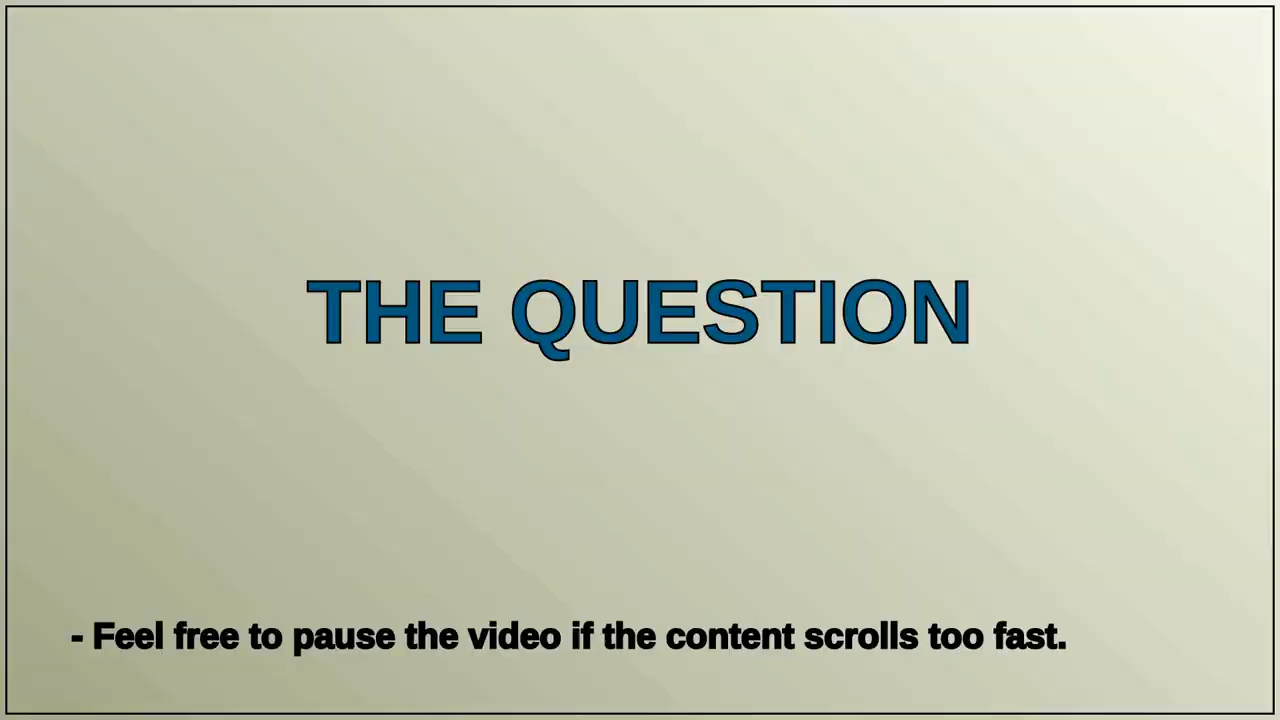 THE QUESTION
- Feel free to pause the video if the content scrolls too fast.